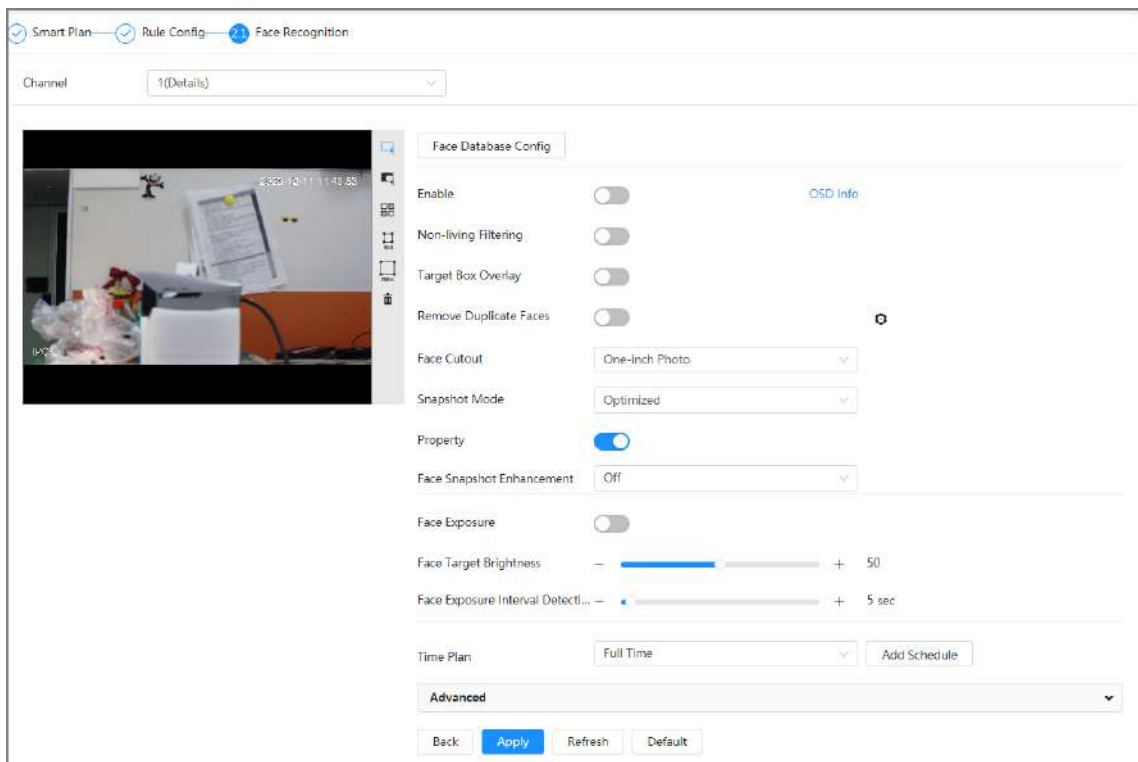 Smart Plan Rule Config 2.1 Face Recognition
Channel 1(Details)
Face Database Config
Enable OSD Info
Non-living Filtering
Target Box Overlay
Remove Duplicate Faces
Face Cutout One-inch Photo
Snapshot Mode Optimized
Property
Face Snapshot Enhancement Off
Face Exposure
Face Target Brightness − + 50
Face Exposure Interval Detecti... − + 5 sec
Time Plan Full Time Add Schedule
Advanced
Back Apply Refresh Default